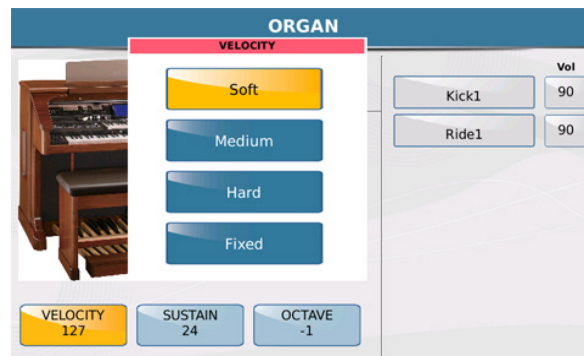 ORGAN
VELOCITY
Soft
Medium
Hard
Fixed
Vol
Kick1
90
Ride1
90
VELOCITY
127
SUSTAIN
24
OCTAVE
-1